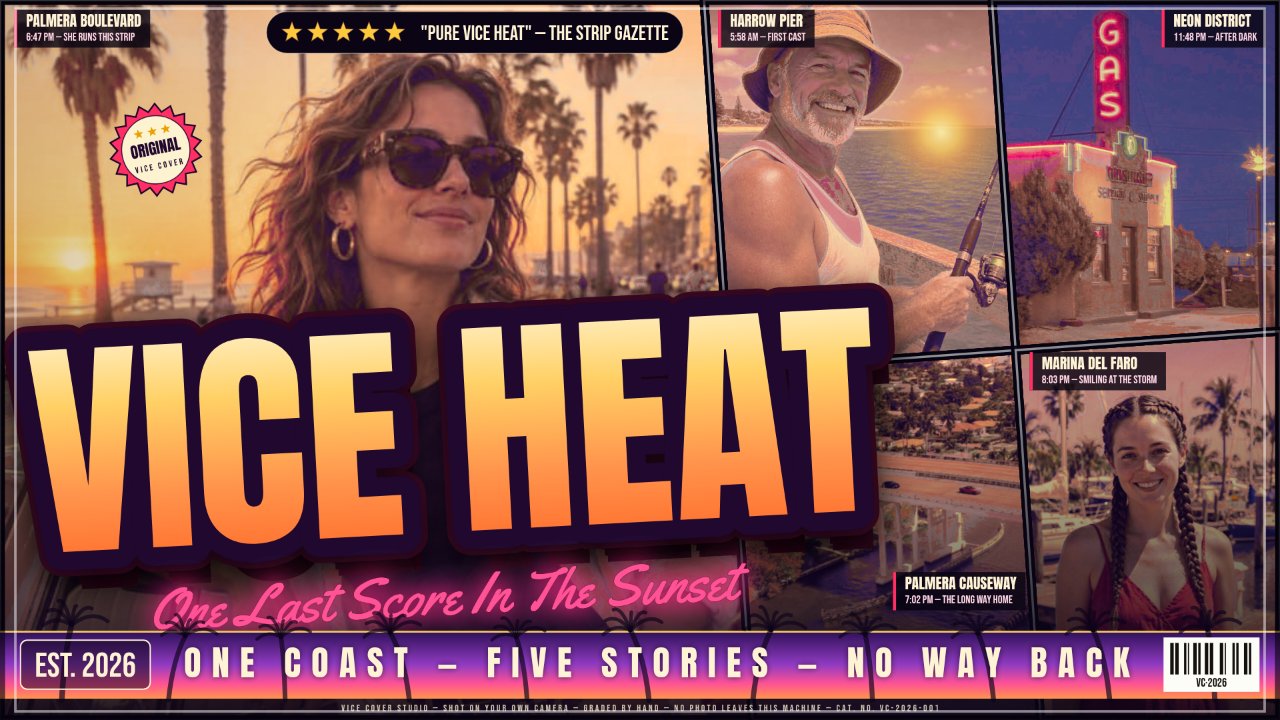 PALMERA BOULEVARD
6:47 PM – SHE RUNS THIS STRIP
"PURE VICE HEAT" – THE STRIP GAZETTE
HARROW PIER
5:58 AM – FIRST CAST
NEON DISTRICT
11:48 PM – AFTER DARK
GAS
ORIGINAL
VICE COVER
VICE HEAT
One Last Score In The Sunset
MARINA DEL FARO
8:03 PM – SMILING AT THE STORM
PALMERA CAUSEWAY
7:02 PM – THE LONG WAY HOME
EST. 2026
ONE COAST – FIVE STORIES – NO WAY BACK
VC-2026
VICE COVER STUDIO – SHOT ON YOUR OWN CAMERA – GRADED BY HAND – NO PHOTO LEAVES THIS MACHINE – CAT. NO. VC-2026-001